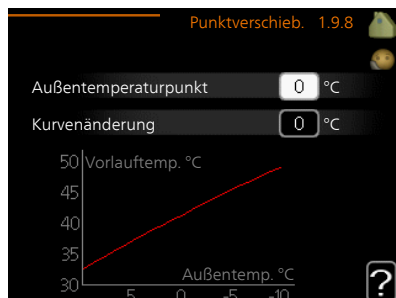 Punktverschieb. 1.9.8
Außentemperaturpunkt 0 °C
Kurvenänderung 0 °C
50 Vorlauftemp. °C
45
40
35
Außentemp. °C
30
5 0 -5 -10
?